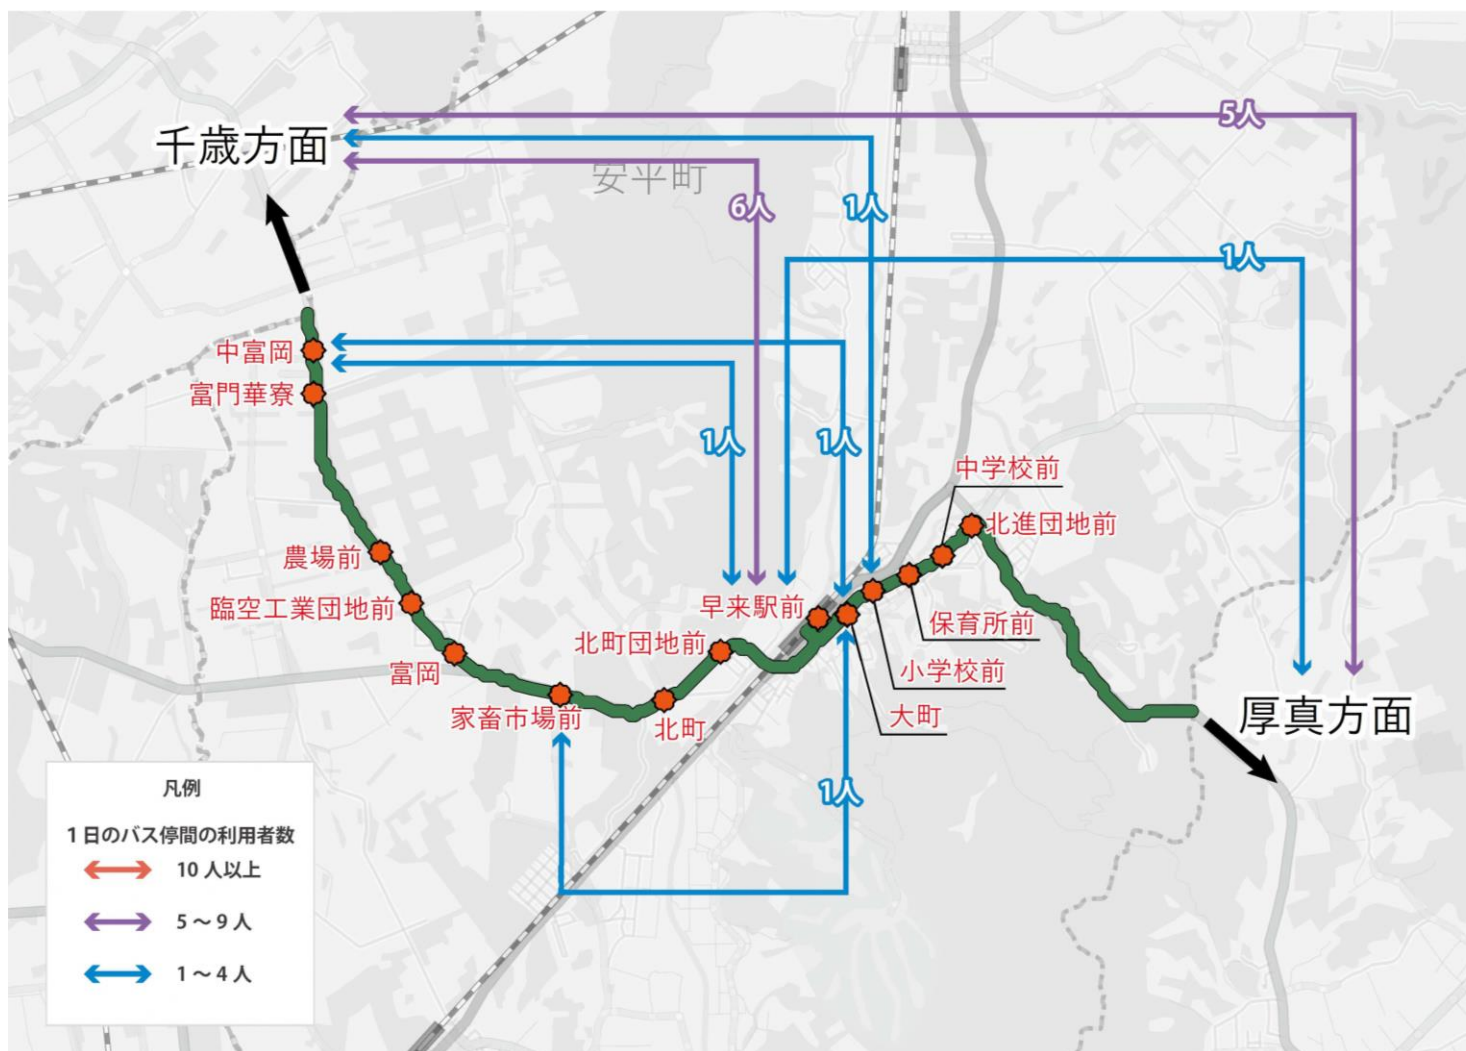 5人
千歳方面
安平町
6人
1人
1人
中富岡
富門華寮
1人
1人
中学校前
北進団地前
農場前
臨空工業団地前
早来駅前
保育所前
北町団地前
富岡
小学校前
家畜市場前
北町
大町
厚真方面
1人
凡例
1日のバス停間の利用者数
10人以上
5～9人
1～4人